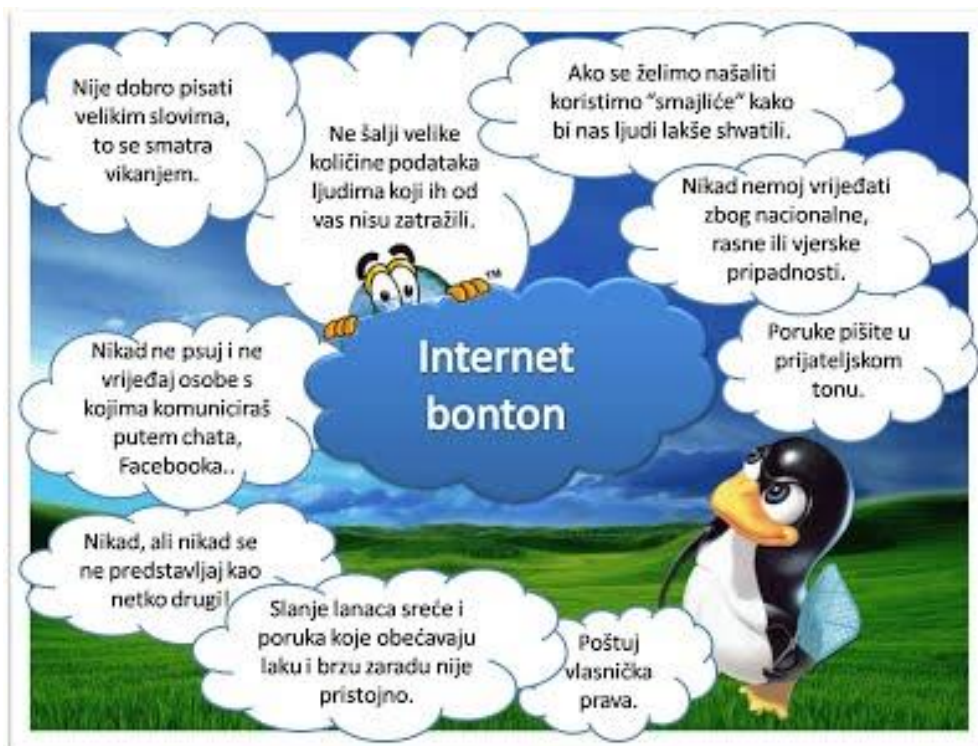 Nije dobro pisati
velikim slovima,
to se smatra
vikanjem.
Ne šalji velike
količine podataka
ljudima koji ih od
vas nisu zatražili.
Ako se želimo našaliti
koristimo “smajliće” kako
bi nas ljudi lakše shvatili.
Nikad nemoj vrijeđati
zbog nacionalne,
rasne ili vjerske
pripadnosti.
TM
Internet
bonton
Poruke pišite u
prijateljskom
tonu.
Nikad ne psuj i ne
vrijeđaj osobe s
kojima komuniciraš
putem chata,
Facebooka..
Nikad, ali nikad se
ne predstavljaj kao
netko drugi!
Slanje lanaca sreće i
poruka koje obećavaju
laku i brzu zaradu nije
pristojno.
Poštuj
vlasnička
prava.